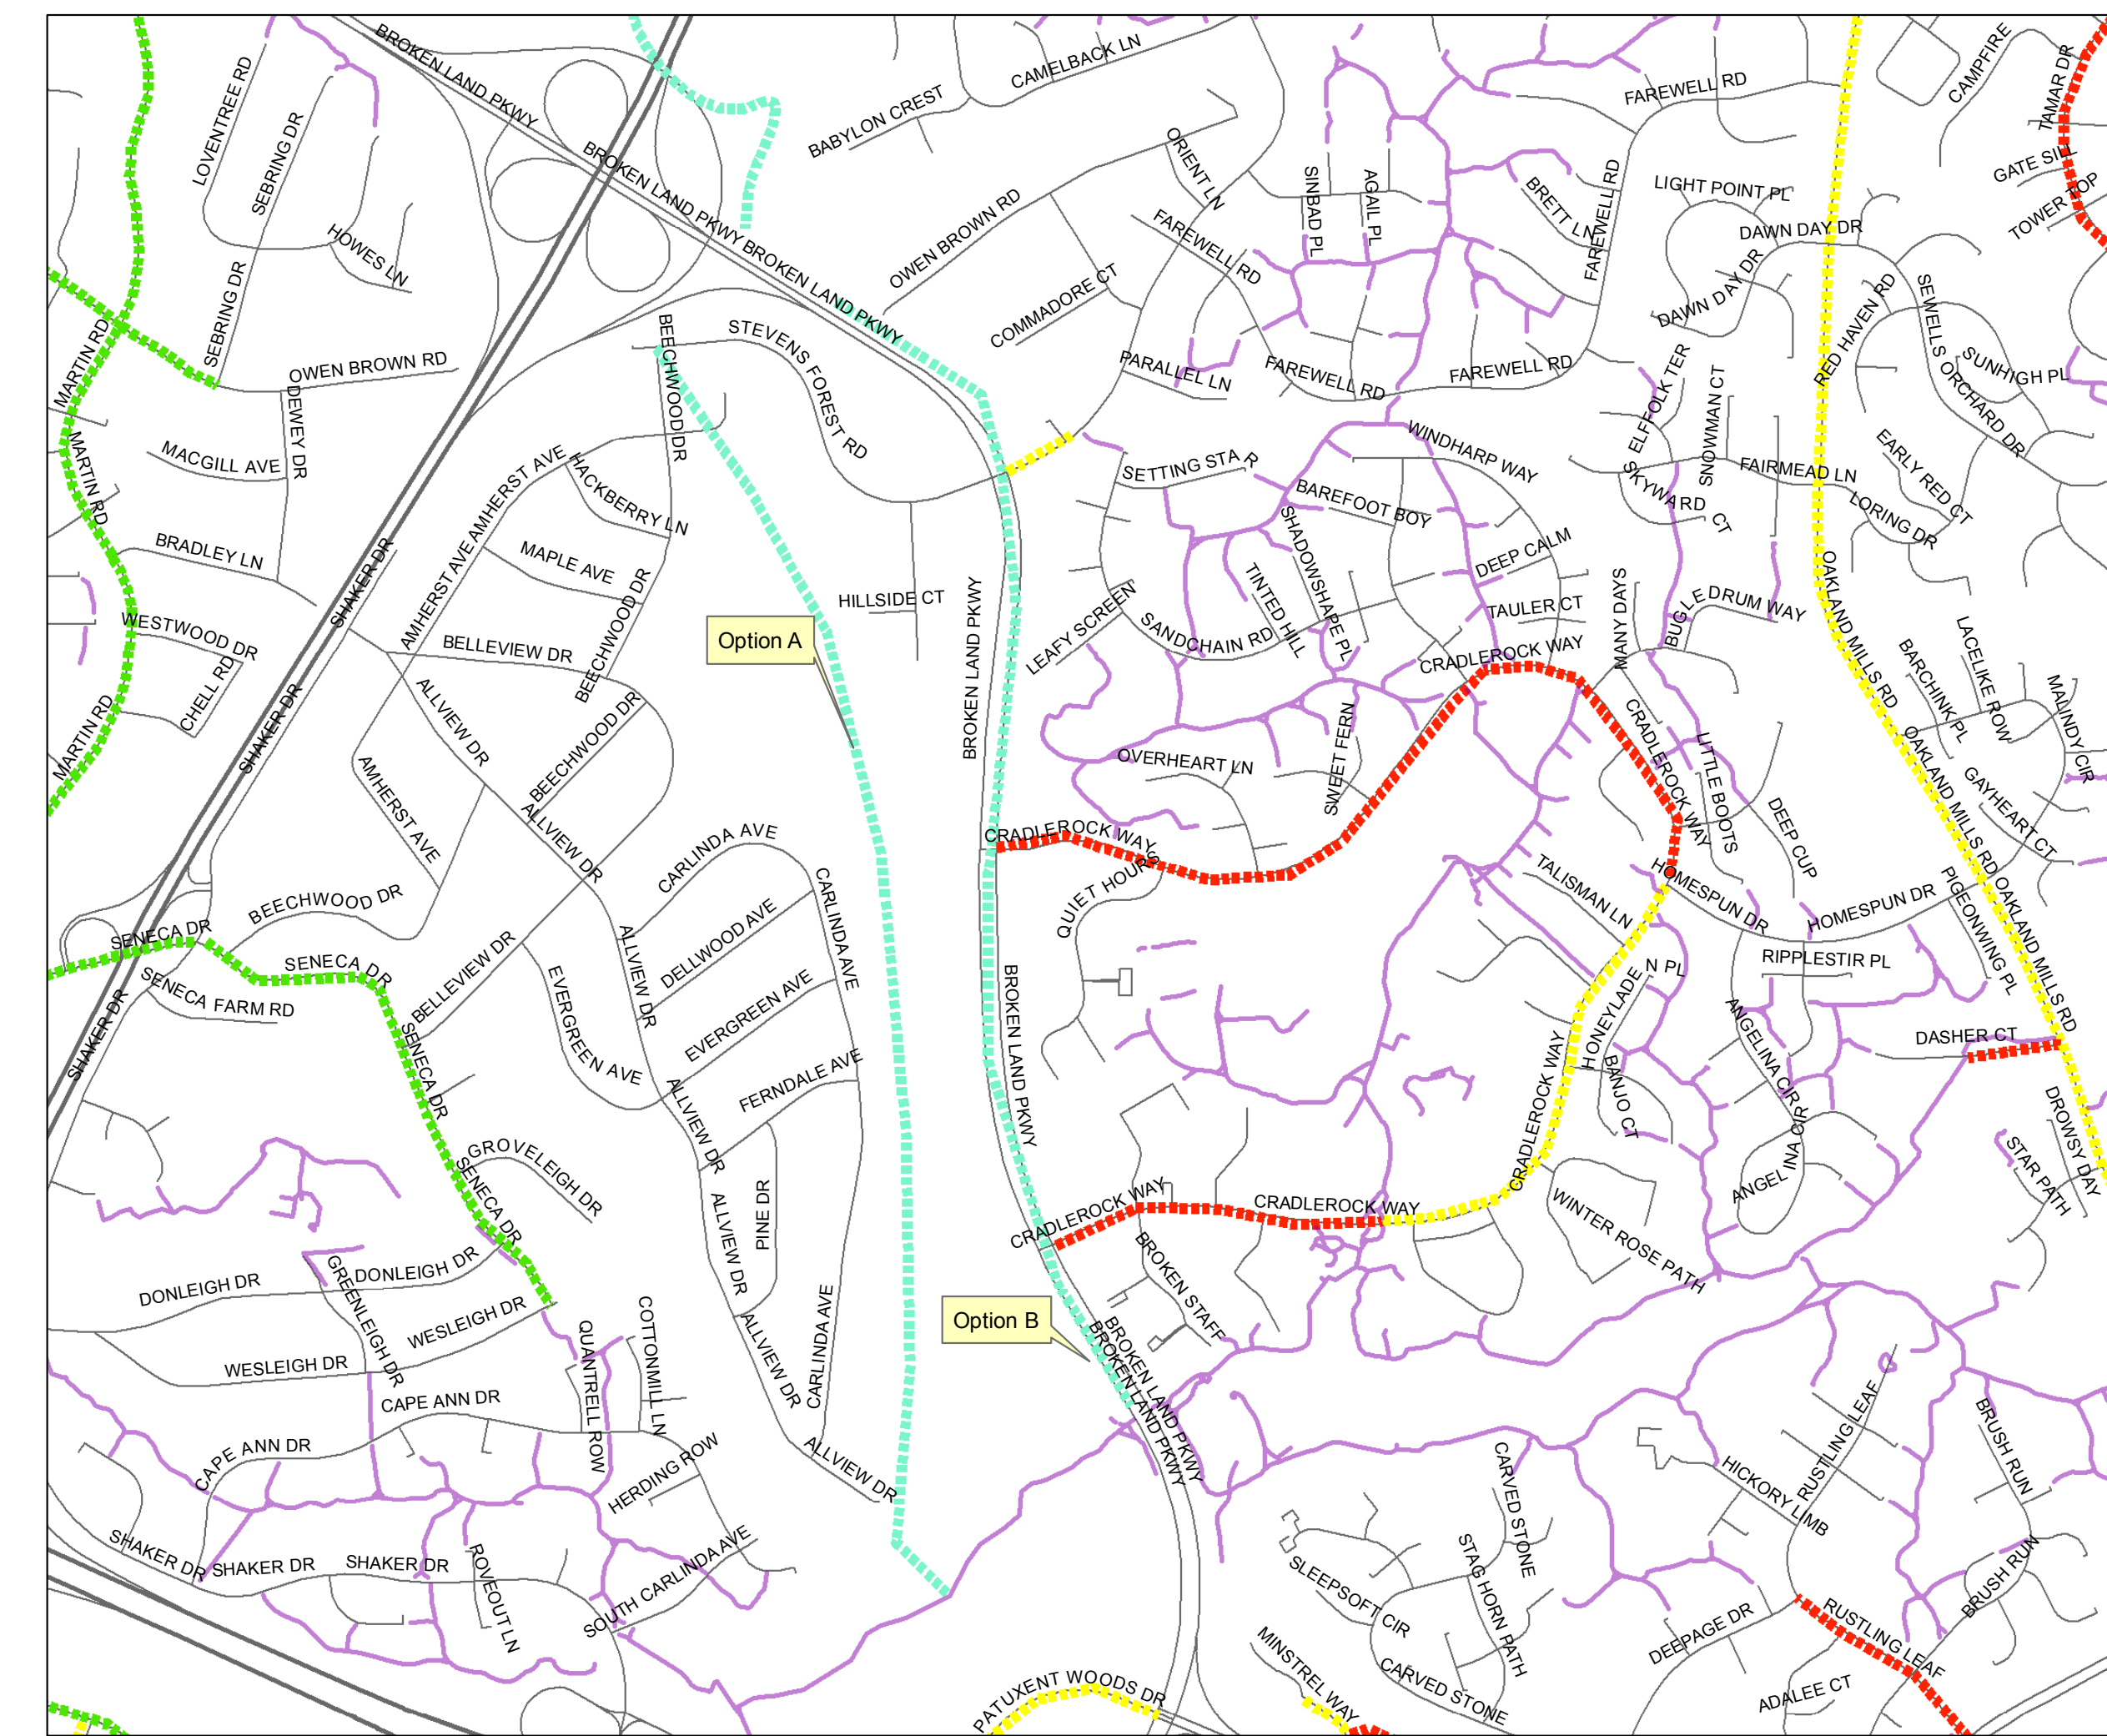 BROKEN LAND PKWY
CAMELBACK LN
BABYLON CREST
FAREWELL RD
CAMPFIRE
TAMAR DR
GATE SILL
TOWER TOP
LOVENTREE RD
SEBRING DR
HOWES LN
BROKEN LAND PKWY
BROKEN LAND PKWY
OWEN BROWN RD
ORIENT LN
FAREWELL RD
SINBAD PL
AGAIL PL
BRETT LN
FAREWELL RD
LIGHT POINT PL
DAWN DAY DR
DAWN DAY DR
RED HAVEN RD
SEWELLS ORCHARD DR
SUNHIGH PL
SEBRING DR
MARTIN RD
OWEN BROWN RD
DEWEY DR
MACGILL AVE
MARTIN RD
BRADLEY LN
WESTWOOD DR
CHELL RD
MARTIN RD
SHAKER DR
SHAKER DR
BEECHWOOD DR
STEVENS FOREST RD
COMMADORE CT
PARALLEL LN
FAREWELL RD
FAREWELL RD
ELFFOLK TER
SNOWMAN CT
SKYWARD CT
FAIRMEAD LN
EARLY RED CT
LORING DR
AMHERST AVE
AMHERST AVE
HACKBERRY LN
MAPLE AVE
BEECHWOOD DR
BELLEVIEW DR
HILLSIDE CT
Option A
BROKEN LAND PKWY
SETTING STAR
WINDHARP WAY
BAREFOOT BOY
SHADOWSHAPE PL
TINTED HILL
DEEP CALM
TAULER CT
LEAFY SCREEN
SANDCHAIN RD
CRADLEROCK WAY
MANY DAYS
BUGLE DRUM WAY
OAKLAND MILLS RD
BARCHINK PL
LACELIKE ROW
MALINDY CIR
GAYHEART CT
OAKLAND MILLS RD
OAKLAND MILLS RD
ALLVIEW DR
BEECHWOOD DR
AMHERST AVE
ALLVIEW DR
OVERHEART LN
SWEET FERN
CRADLEROCK WAY
LITTLE BOOTS
DEEP CUP
CARLINDA AVE
CRADLEROCK WAY
QUIET HOURS
TALISMAN LN
HOMESPUN DR
HOMESPUN DR
PIGEONWING PL
BEECHWOOD DR
SENECA DR
SENECA DR
SENECA FARM RD
SHAKER DR
BELLEVIEW DR
EVERGREEN AVE
ALLVIEW DR
DELLWOOD AVE
CARLINDA AVE
EVERGREEN AVE
FERNDALE AVE
BROKEN LAND PKWY
N PL
HONEYLADE
RIPPLESTIR PL
DASHER CT
ANGELINA CIR
BANJO CT
CRADLEROCK WAY
DROWSY DAY
STAR PATH
SENECA DR
GROVELEIGH DR
SENECA DR
ALLVIEW DR
ALLVIEW DR
PINE DR
CRADLEROCK WAY
CRADLEROCK WAY
ANGELINA CIR
WINTER ROSE PATH
BROKEN STAFF
DONLEIGH DR
DONLEIGH DR
GREENLEIGH DR
WESLEIGH DR
WESLEIGH DR
QUANTRELL ROW
COTTONMILL LN
ALLVIEW DR
CARLINDA AVE
Option B
BROKEN LAND PKWY
BROKEN LAND PKWY
CAPE ANN DR
CAPE ANN DR
HERDING ROW
ALLVIEW DR
CARVED STONE
RUSTLING LEAF
HICKORY LIMB
BRUSH RUN
SHAKER DR
SHAKER DR
SHAKER DR
ROVEOUT LN
SOUTH CARLINDA AVE
SLEEPSOFT CIR
STAG HORN PATH
BRUSH RUN
DEEPAGE DR
RUSTLING LEAF
PATUXENT WOODS DR
MINSTREL WAY
CARVED STONE
ADALEE CT